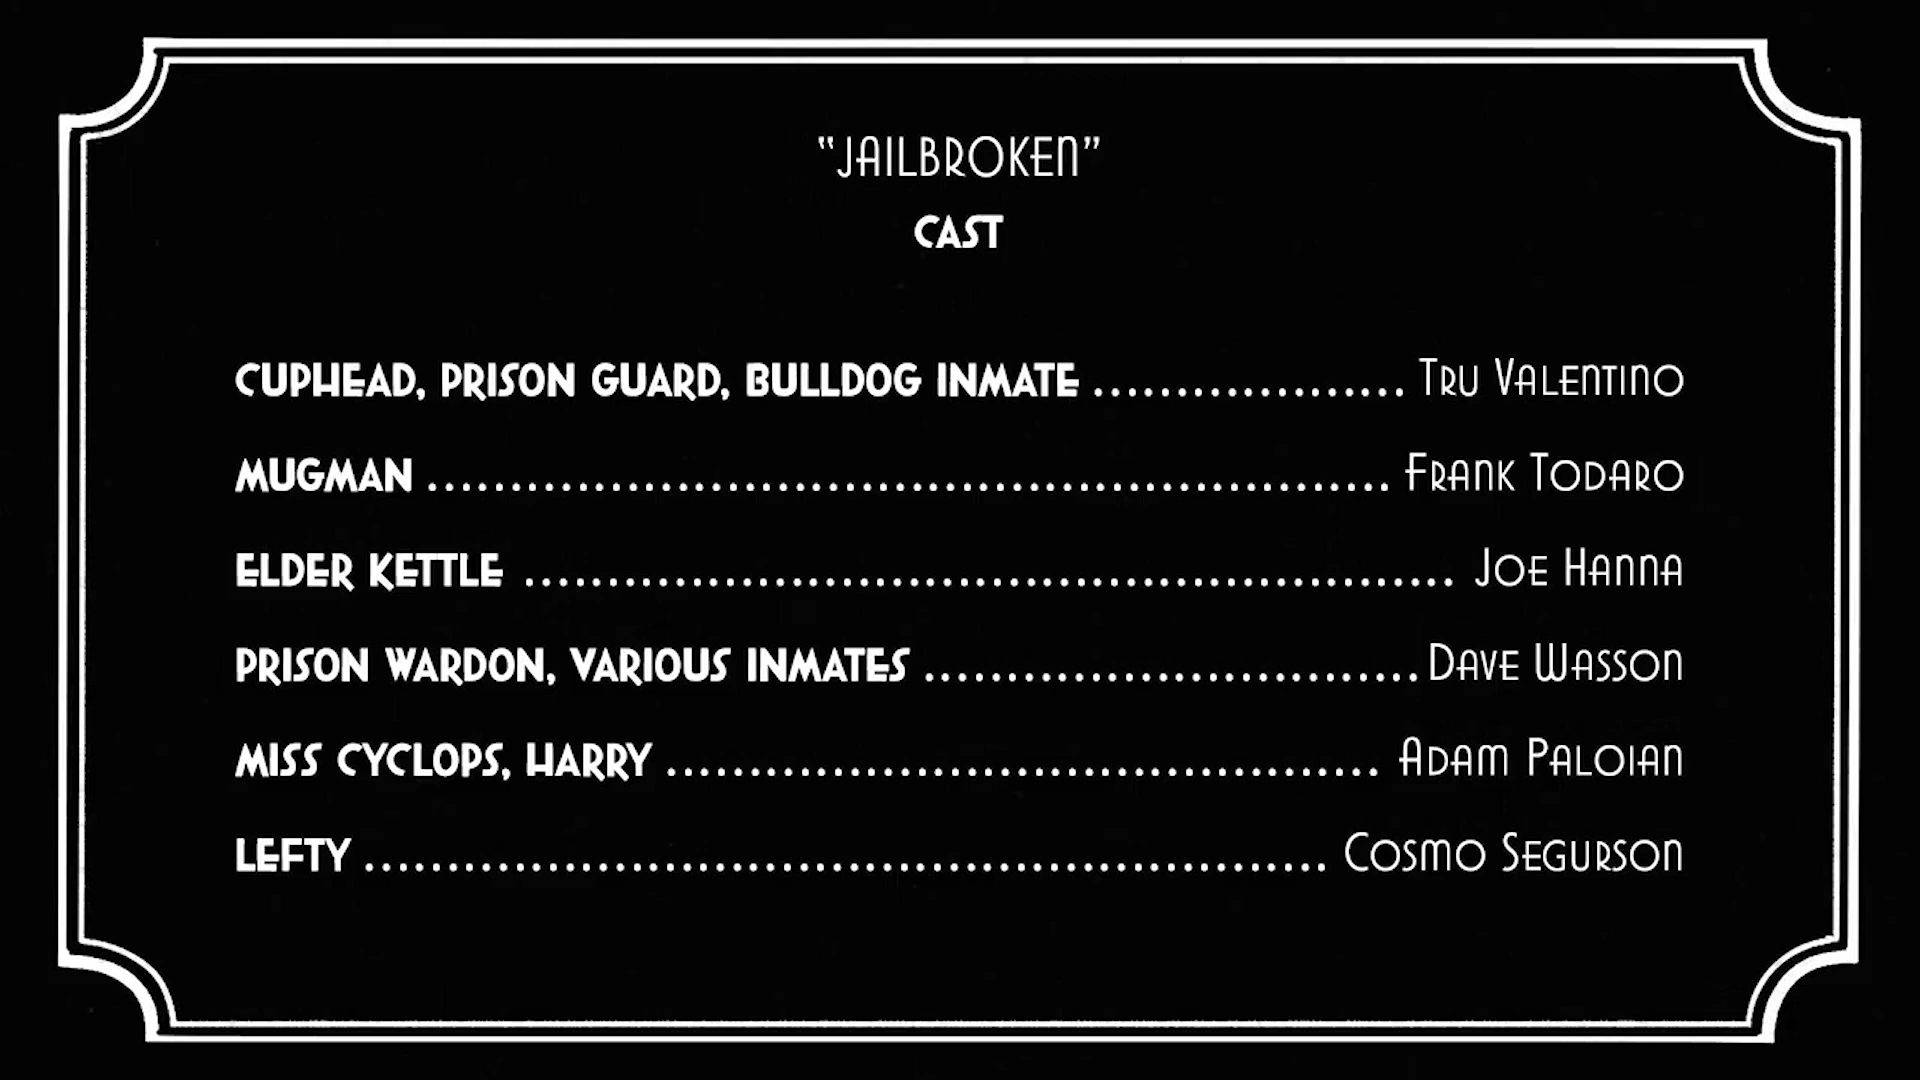 “JAILBROKEN”
CAST
CUPHEAD, PRISON GUARD, BULLDOG INMATE ................... TRU VALENTINO
MUGMAN .......................................................... FRANK TODARO
ELDER KETTLE ......................................................... JOE HANNA
PRISON WARDON, VARIOUS INMATES .............................. DAVE WASSON
MISS CYCLOPS, HARRY ........................................... ADAM PALOIAN
LEFTY .......................................................... COSMO SEGURSON